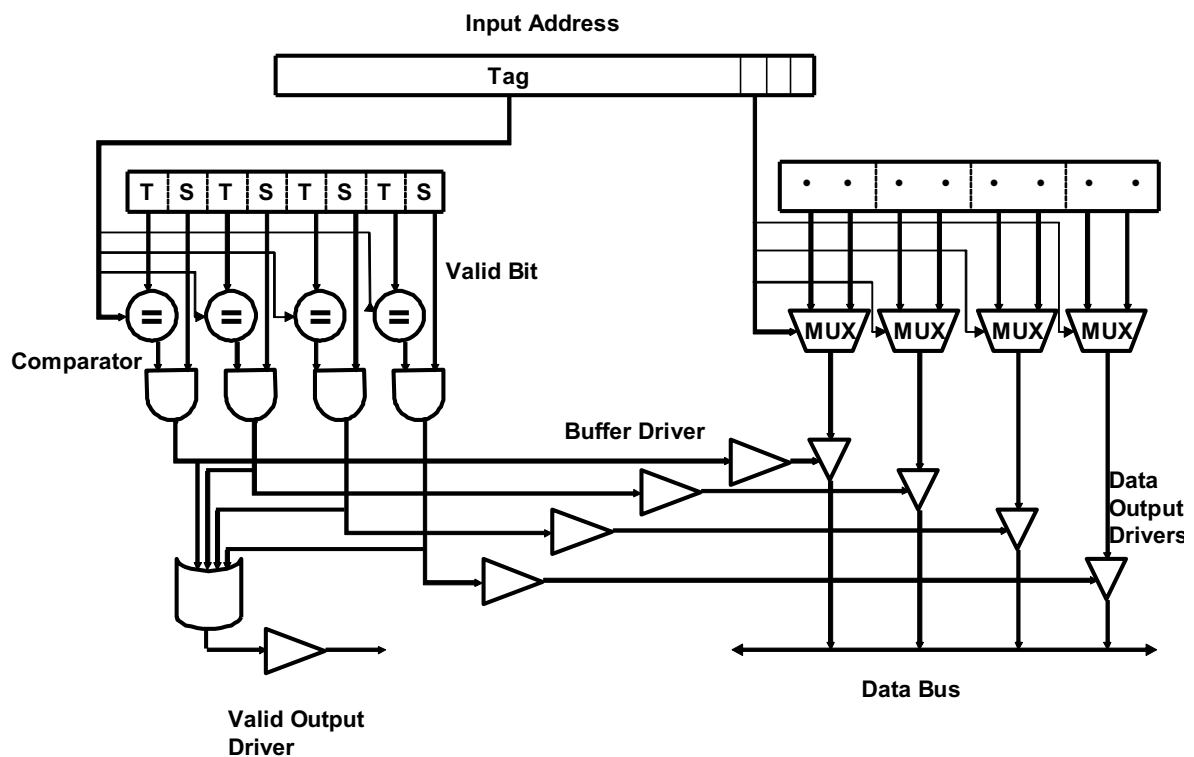 Input Address
Tag
T S T S T S T S
Valid Bit
= = = =
MUX MUX MUX MUX
Comparator
Buffer Driver
Data
Output
Drivers
Data Bus
Valid Output
Driver